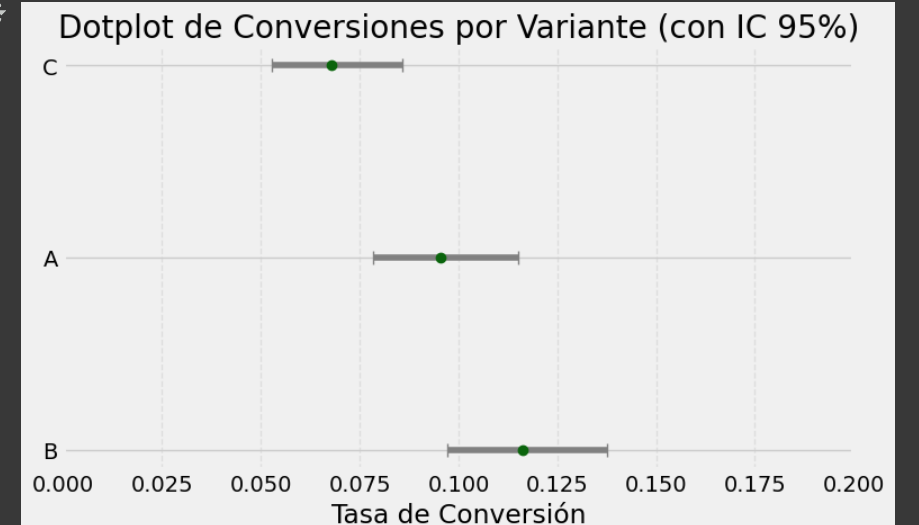 Dotplot de Conversiones por Variante (con IC 95%)
C
A
B
0.000 0.025 0.050 0.075 0.100 0.125 0.150 0.175 0.200
Tasa de Conversión